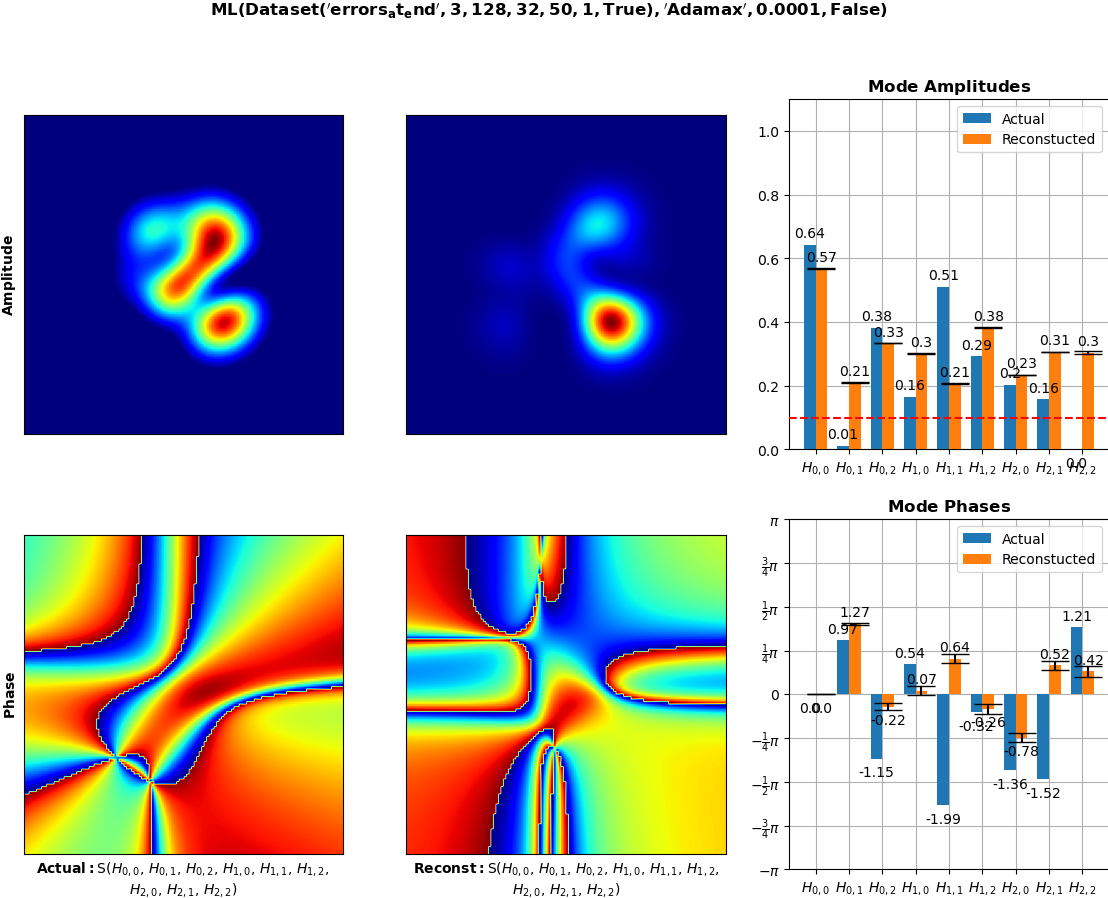 ML(Dataset('errors_at_end', 3, 128, 32, 50, 1, True), 'Adamax', 0.0001, False)
Amplitude
Mode Amplitudes
Actual
Reconstucted
1.0
0.8
0.6
0.4
0.2
0.0
0.64
0.57
0.01
0.21
0.38
0.33
0.16
0.3
0.51
0.21
0.29
0.38
0.2
0.23
0.16
0.31
0.0
0.3
H0,0 H0,1 H0,2 H1,0 H1,1 H1,2 H2,0 H2,1 H2,2
Phase
Actual: S(H0,0, H0,1, H0,2, H1,0, H1,1, H1,2,
H2,0, H2,1, H2,2)
Reconst: S(H0,0, H0,1, H0,2, H1,0, H1,1, H1,2,
H2,0, H2,1, H2,2)
Mode Phases
Actual
Reconstucted
π
3/4π
1/2π
1/4π
0
−1/4π
−1/2π
−3/4π
−π
0.0
0.0
0.97
1.27
-1.15
-0.22
0.54
0.07
-1.99
0.64
-0.32
-0.26
-1.36
-0.78
-1.52
0.52
1.21
0.42
H0,0 H0,1 H0,2 H1,0 H1,1 H1,2 H2,0 H2,1 H2,2